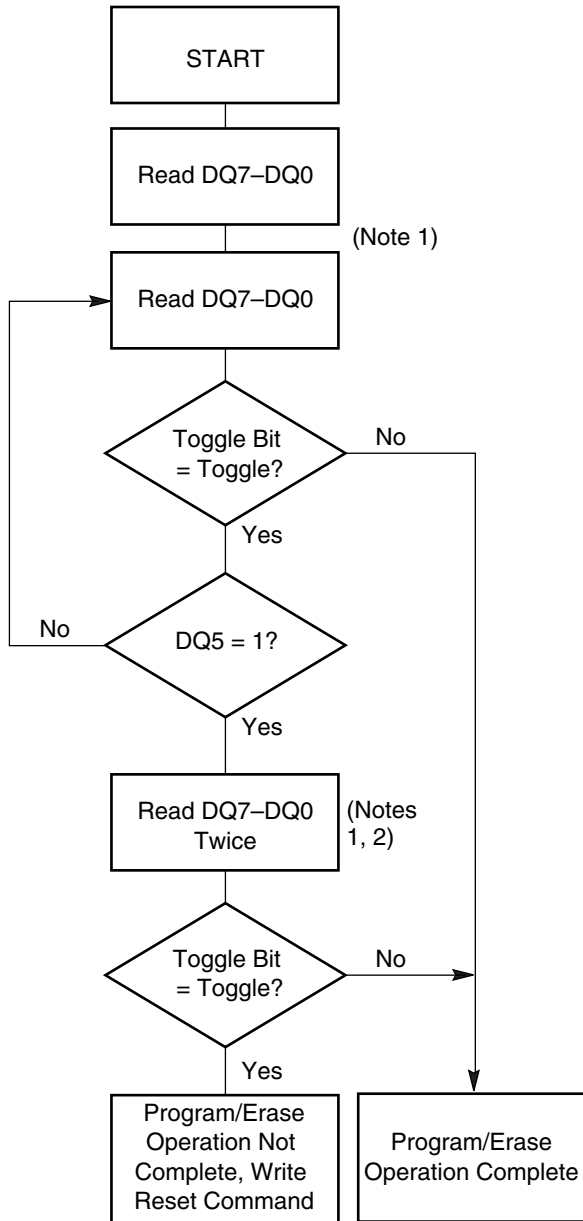 START
Read DQ7–DQ0
(Note 1)
Read DQ7–DQ0
Toggle Bit
= Toggle?
No
Yes
No
DQ5 = 1?
Yes
Read DQ7–DQ0
Twice
(Notes
1, 2)
Toggle Bit
= Toggle?
No
Yes
Program/Erase
Operation Not
Complete, Write
Reset Command
Program/Erase
Operation Complete